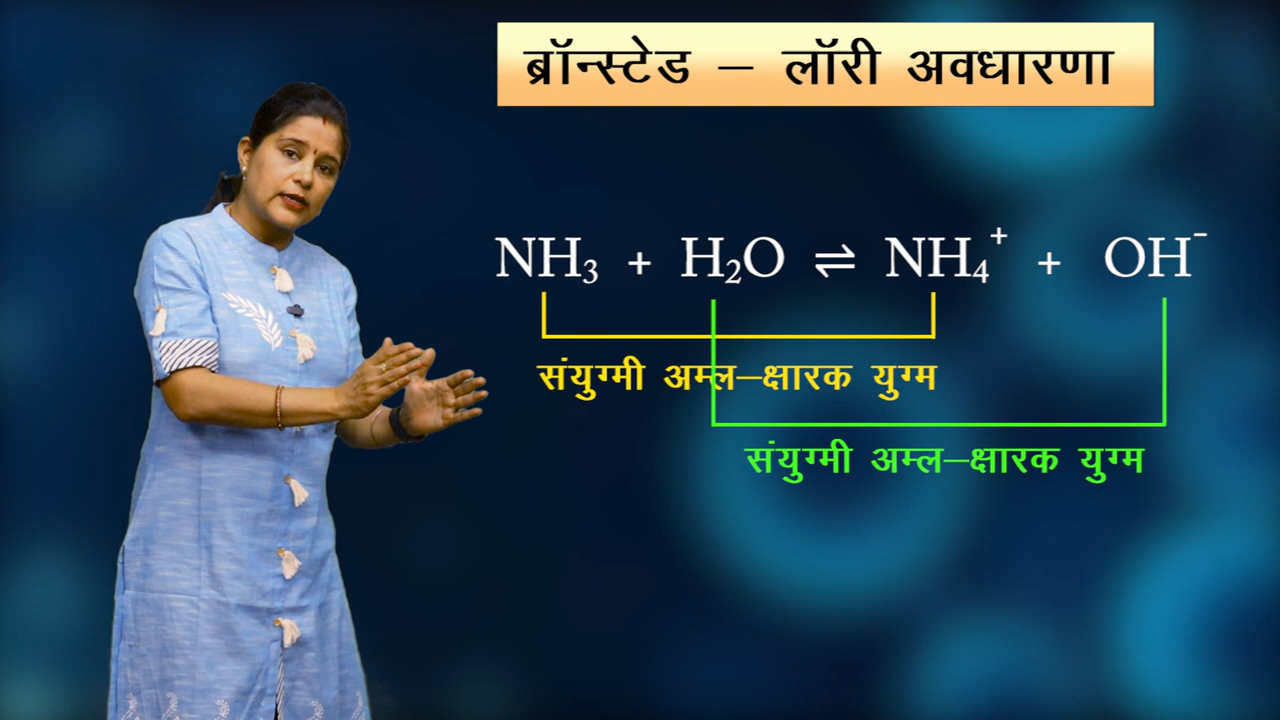 ब्रॉन्स्टेड – लॉरी अवधारणा
NH₃ + H₂O ⇌ NH₄⁺ + OH⁻
संयुग्मी अम्ल–क्षारक युग्म
संयुग्मी अम्ल–क्षारक युग्म